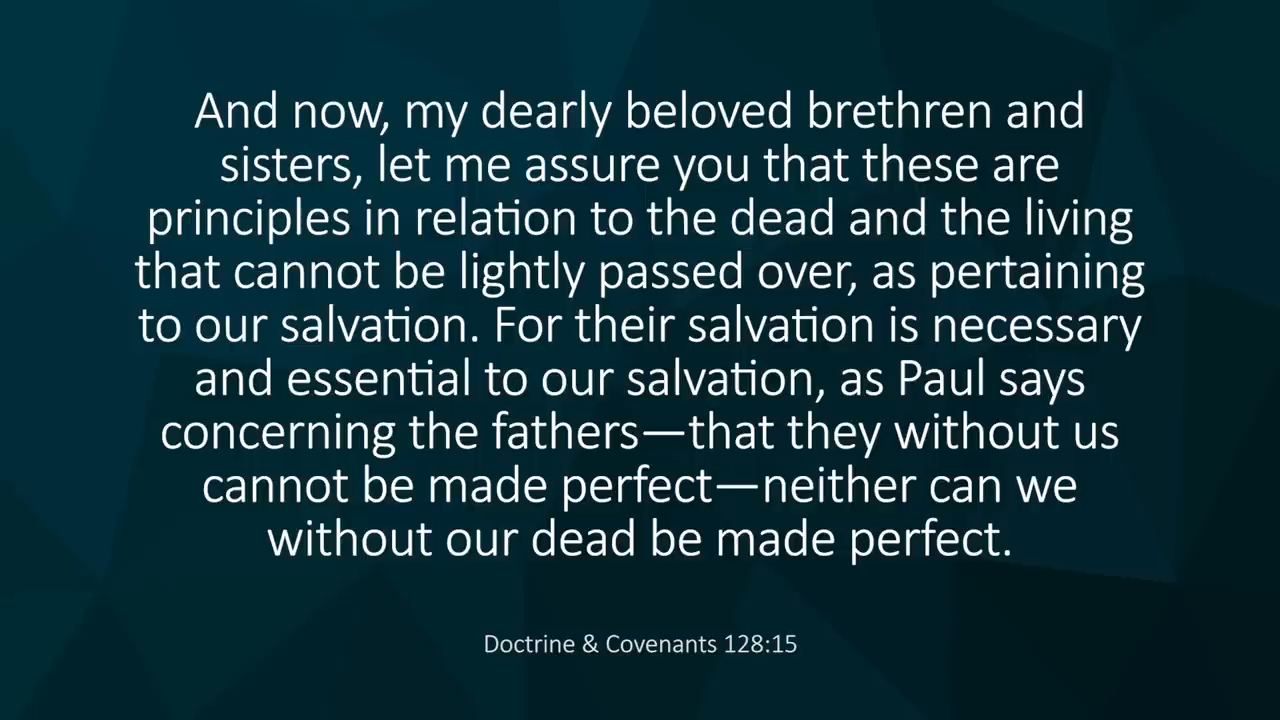 And now, my dearly beloved brethren and
sisters, let me assure you that these are
principles in relation to the dead and the living
that cannot be lightly passed over, as pertaining
to our salvation. For their salvation is necessary
and essential to our salvation, as Paul says
concerning the fathers—that they without us
cannot be made perfect—neither can we
without our dead be made perfect.
Doctrine & Covenants 128:15